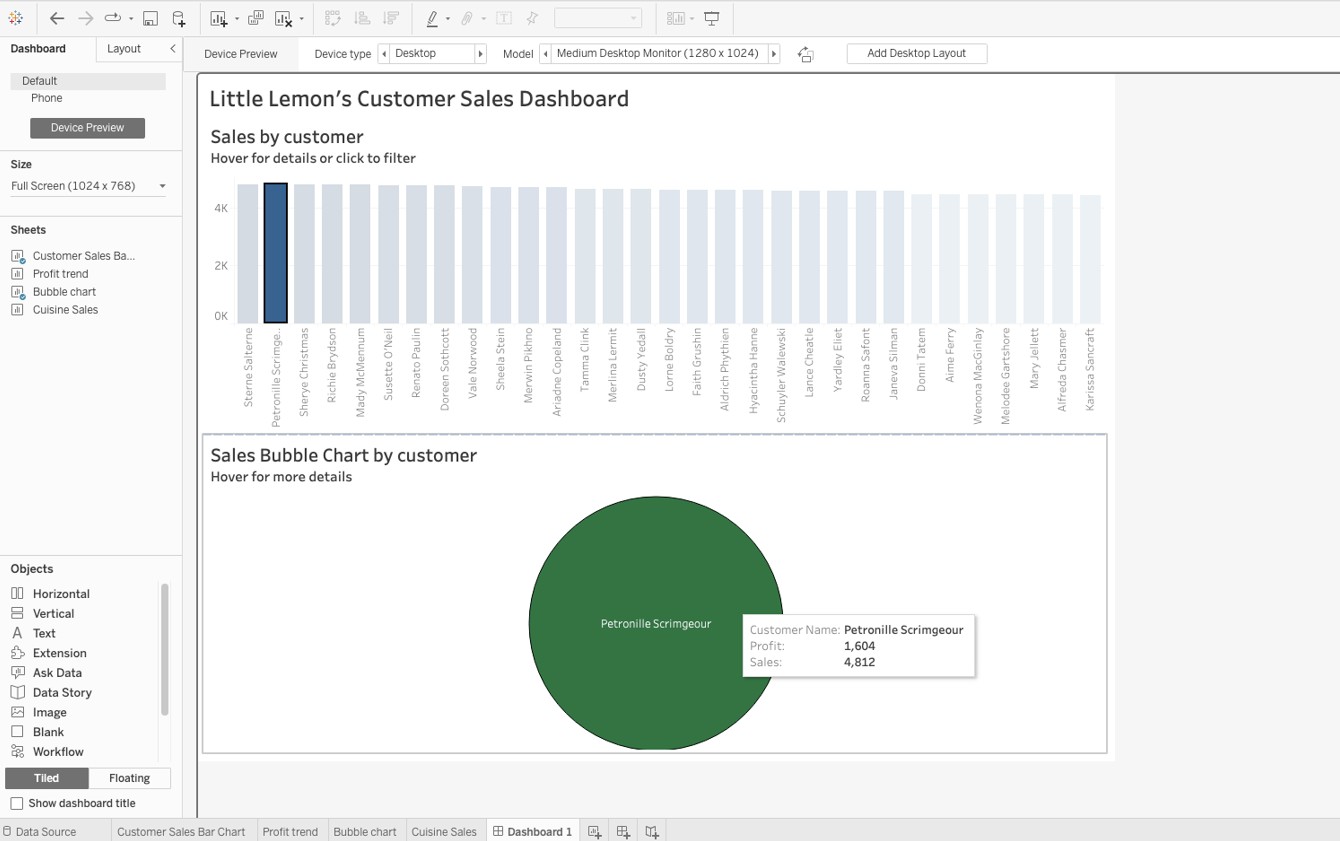 Dashboard
Layout
Device Preview
Device type
Desktop
Model
Medium Desktop Monitor (1280 x 1024)
Add Desktop Layout
Default
Phone
Device Preview
Size
Full Screen (1024 x 768)
Sheets
Customer Sales Ba...
Profit trend
Bubble chart
Cuisine Sales
Objects
Horizontal
Vertical
A Text
Extension
Ask Data
Data Story
Image
Blank
Workflow
Tiled
Floating
Show dashboard title
Little Lemon's Customer Sales Dashboard
Sales by customer
Hover for details or click to filter
4K
2K
0K
Sterne Salterne
Petronille Scrimge..
Sherye Christmas
Richie Brydson
Mady McMennum
Susette O'Neil
Renato Paulin
Doreen Sothcott
Vale Norwood
Sheela Stein
Merwin Pikhno
Ariadne Copeland
Tamma Clink
Merlina Lermit
Dusty Yedall
Lorne Boldry
Faith Grushin
Aldrich Phythien
Hyacintha Hanne
Schuyler Walewski
Lance Cheatle
Yardley Eliet
Roanna Safont
Janeva Silman
Donni Tatem
Aime Ferry
Wenona MacGinlay
Melodee Gartshore
Mary Jellett
Alfreda Chasmer
Karissa Sancraft
Sales Bubble Chart by customer
Hover for more details
Petronille Scrimgeour
Customer Name: Petronille Scrimgeour
Profit: 1,604
Sales: 4,812
Data Source
Customer Sales Bar Chart
Profit trend
Bubble chart
Cuisine Sales
Dashboard 1